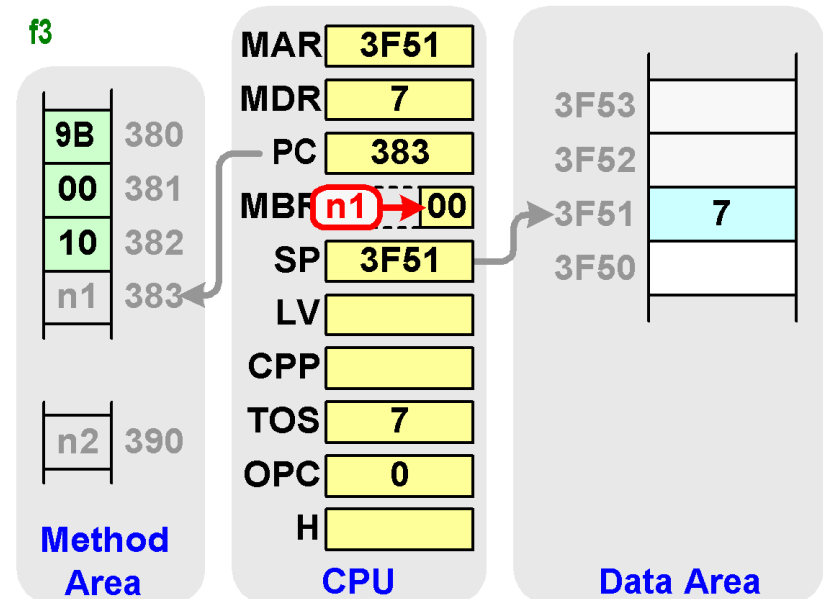 f3
9B 380
00 381
10 382
n1 383
n2 390
Method
Area
MAR 3F51
MDR 7
PC 383
MBR n1 00
SP 3F51
LV
CPP
TOS 7
OPC 0
H
CPU
3F53
3F52
3F51 7
3F50
Data Area